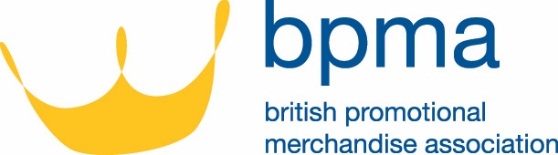 bpma
british promotional
merchandise association